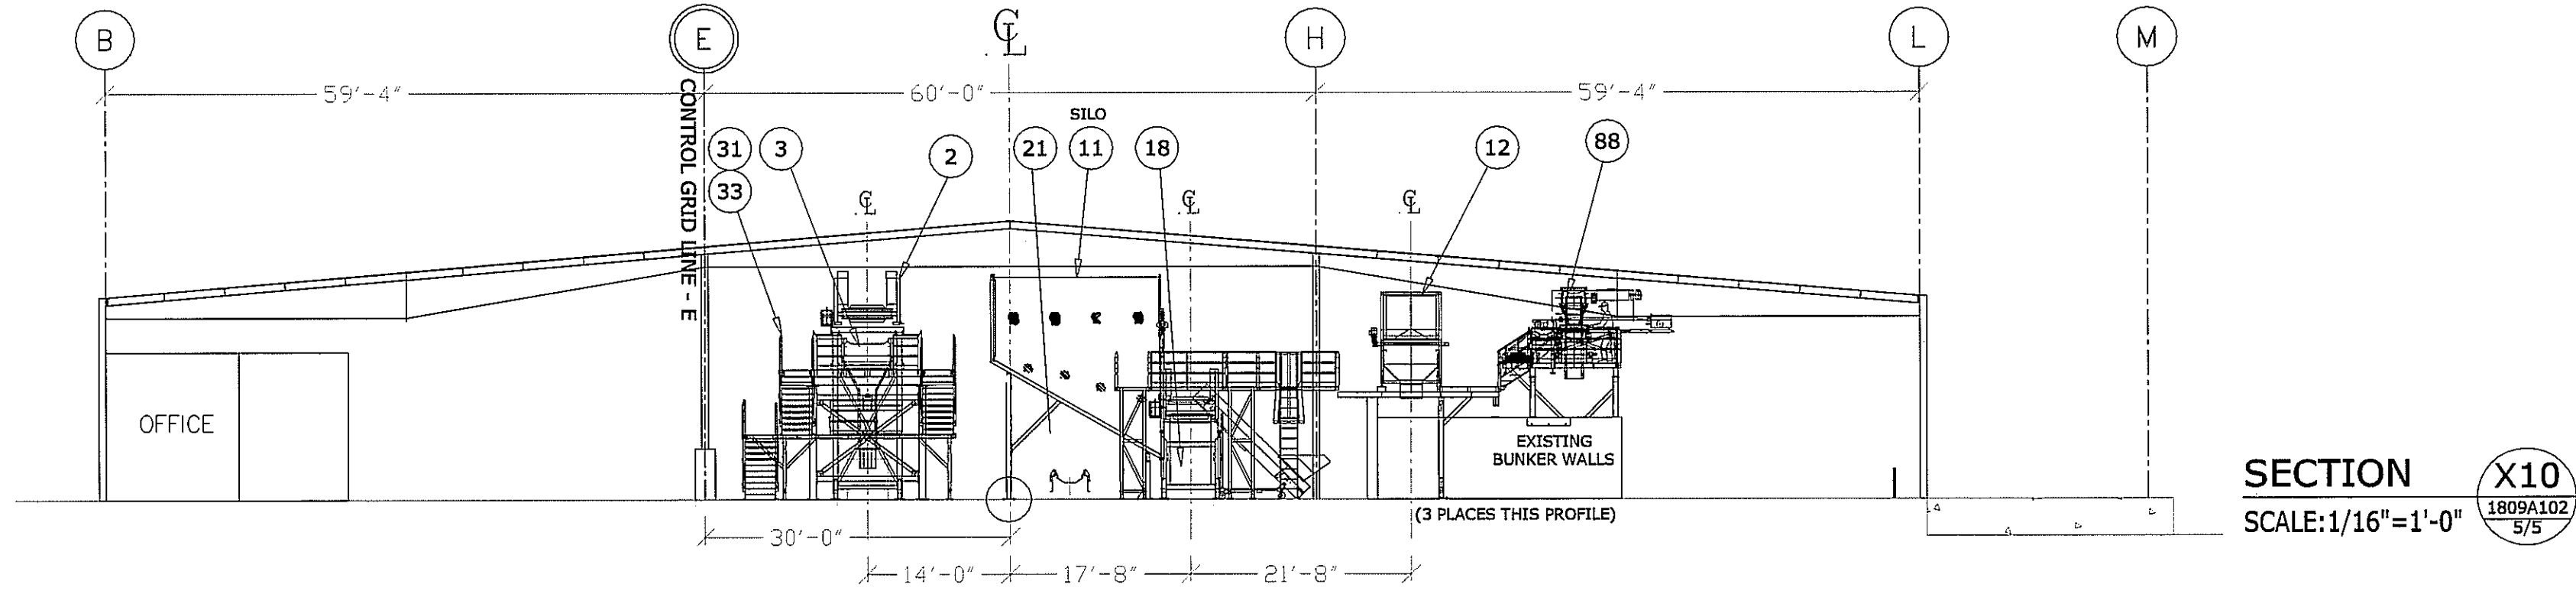 B
E
C
L
H
L
M
59'-4"
60'-0"
59'-4"
CONTROL GRID LINE - E
SILO
31
3
2
21
11
18
12
88
33
C
L
C
L
C
L
OFFICE
EXISTING
BUNKER WALLS
(3 PLACES THIS PROFILE)
30'-0"
14'-0"
17'-8"
21'-8"
SECTION
SCALE:1/16"=1'-0"
X10
1809A102
5/5